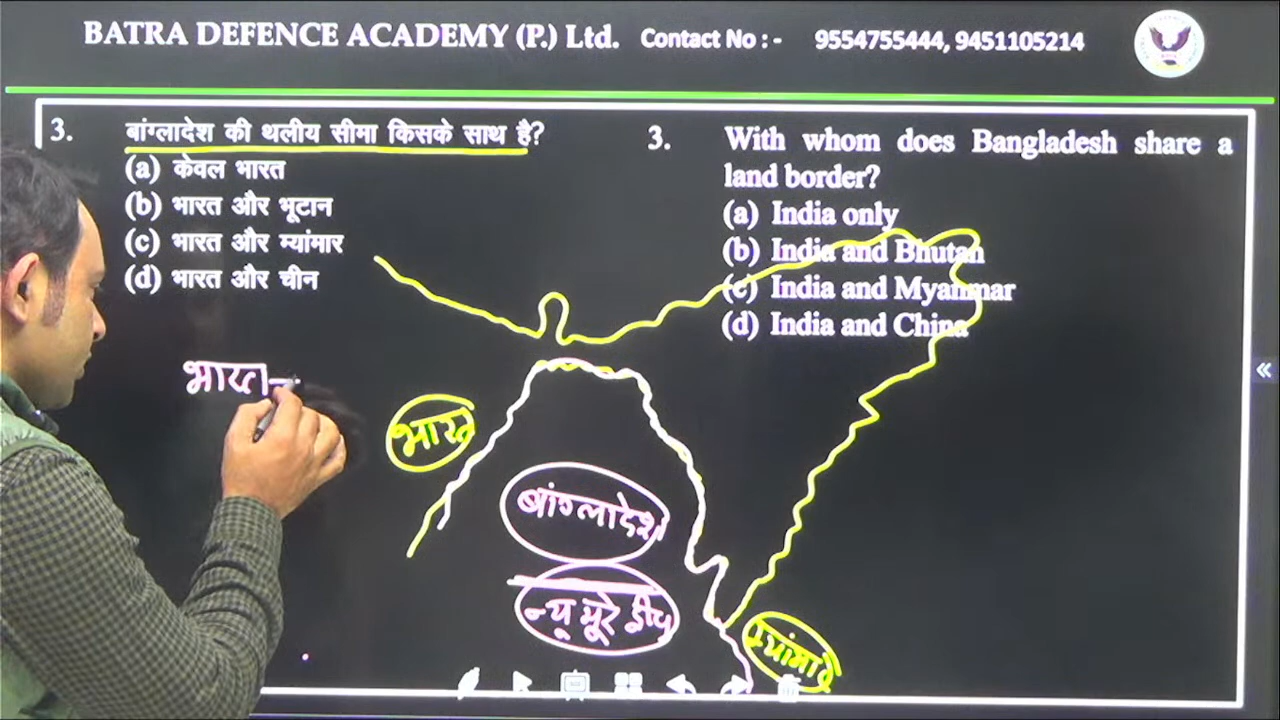 BATRA DEFENCE ACADEMY (P.) Ltd. Contact No : - 9554755444, 9451105214
3. बांग्लादेश की थलीय सीमा किसके साथ है?
(a) केवल भारत
(b) भारत और भूटान
(c) भारत और म्यांमार
(d) भारत और चीन
3. With whom does Bangladesh share a
land border?
(a) India only
(b) India and Bhutan
(c) India and Myanmar
(d) India and China
भारत
भारत
बांग्लादेश
न्यू मूरे द्वीप
म्यांमार